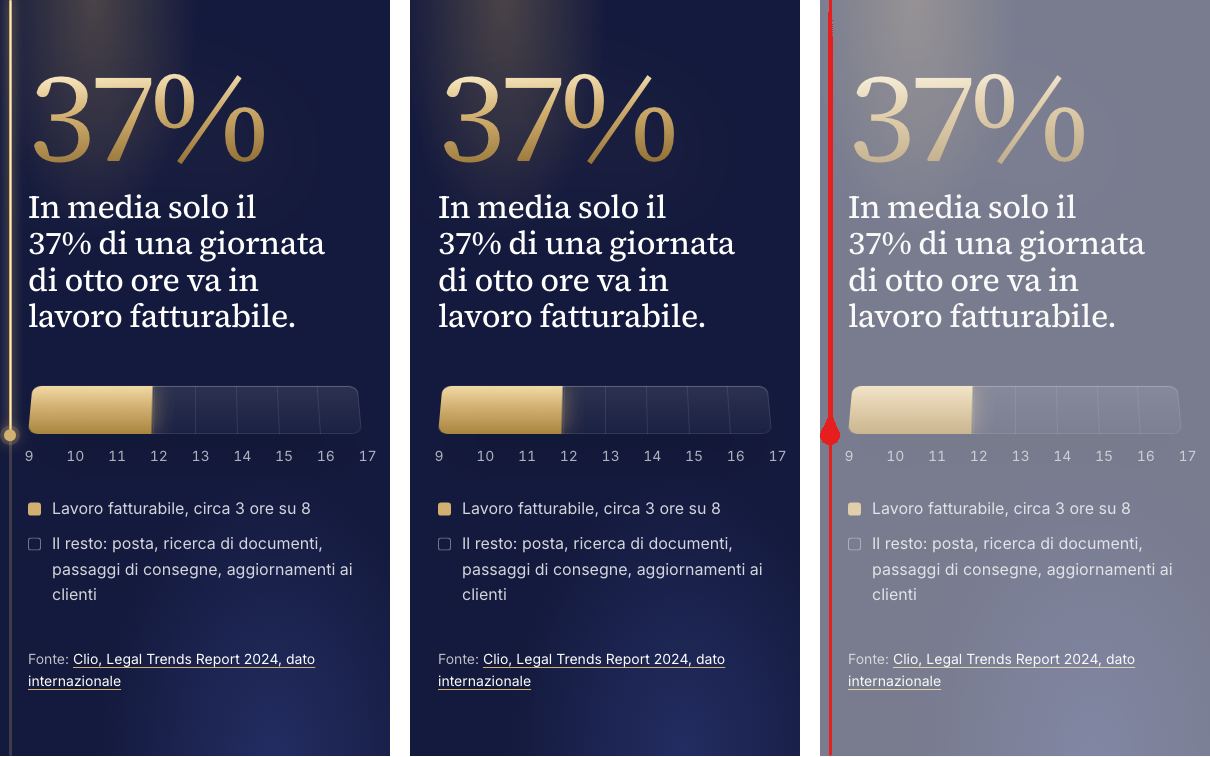 37%
In media solo il
37% di una giornata
di otto ore va in
lavoro fatturabile.
9 10 11 12 13 14 15 16 17
Lavoro fatturabile, circa 3 ore su 8
Il resto: posta, ricerca di documenti,
passaggi di consegne, aggiornamenti ai
clienti
Fonte: Clio, Legal Trends Report 2024, dato
internazionale
37%
In media solo il
37% di una giornata
di otto ore va in
lavoro fatturabile.
9 10 11 12 13 14 15 16 17
Lavoro fatturabile, circa 3 ore su 8
Il resto: posta, ricerca di documenti,
passaggi di consegne, aggiornamenti ai
clienti
Fonte: Clio, Legal Trends Report 2024, dato
internazionale
37%
In media solo il
37% di una giornata
di otto ore va in
lavoro fatturabile.
9 10 11 12 13 14 15 16 17
Lavoro fatturabile, circa 3 ore su 8
Il resto: posta, ricerca di documenti,
passaggi di consegne, aggiornamenti ai
clienti
Fonte: Clio, Legal Trends Report 2024, dato
internazionale